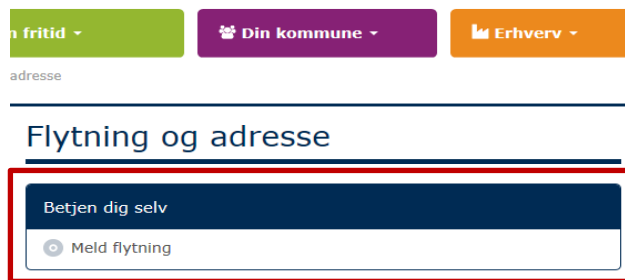 n fritid
Din kommune
Erhverv
adresse
Flytning og adresse
Betjen dig selv
Meld flytning